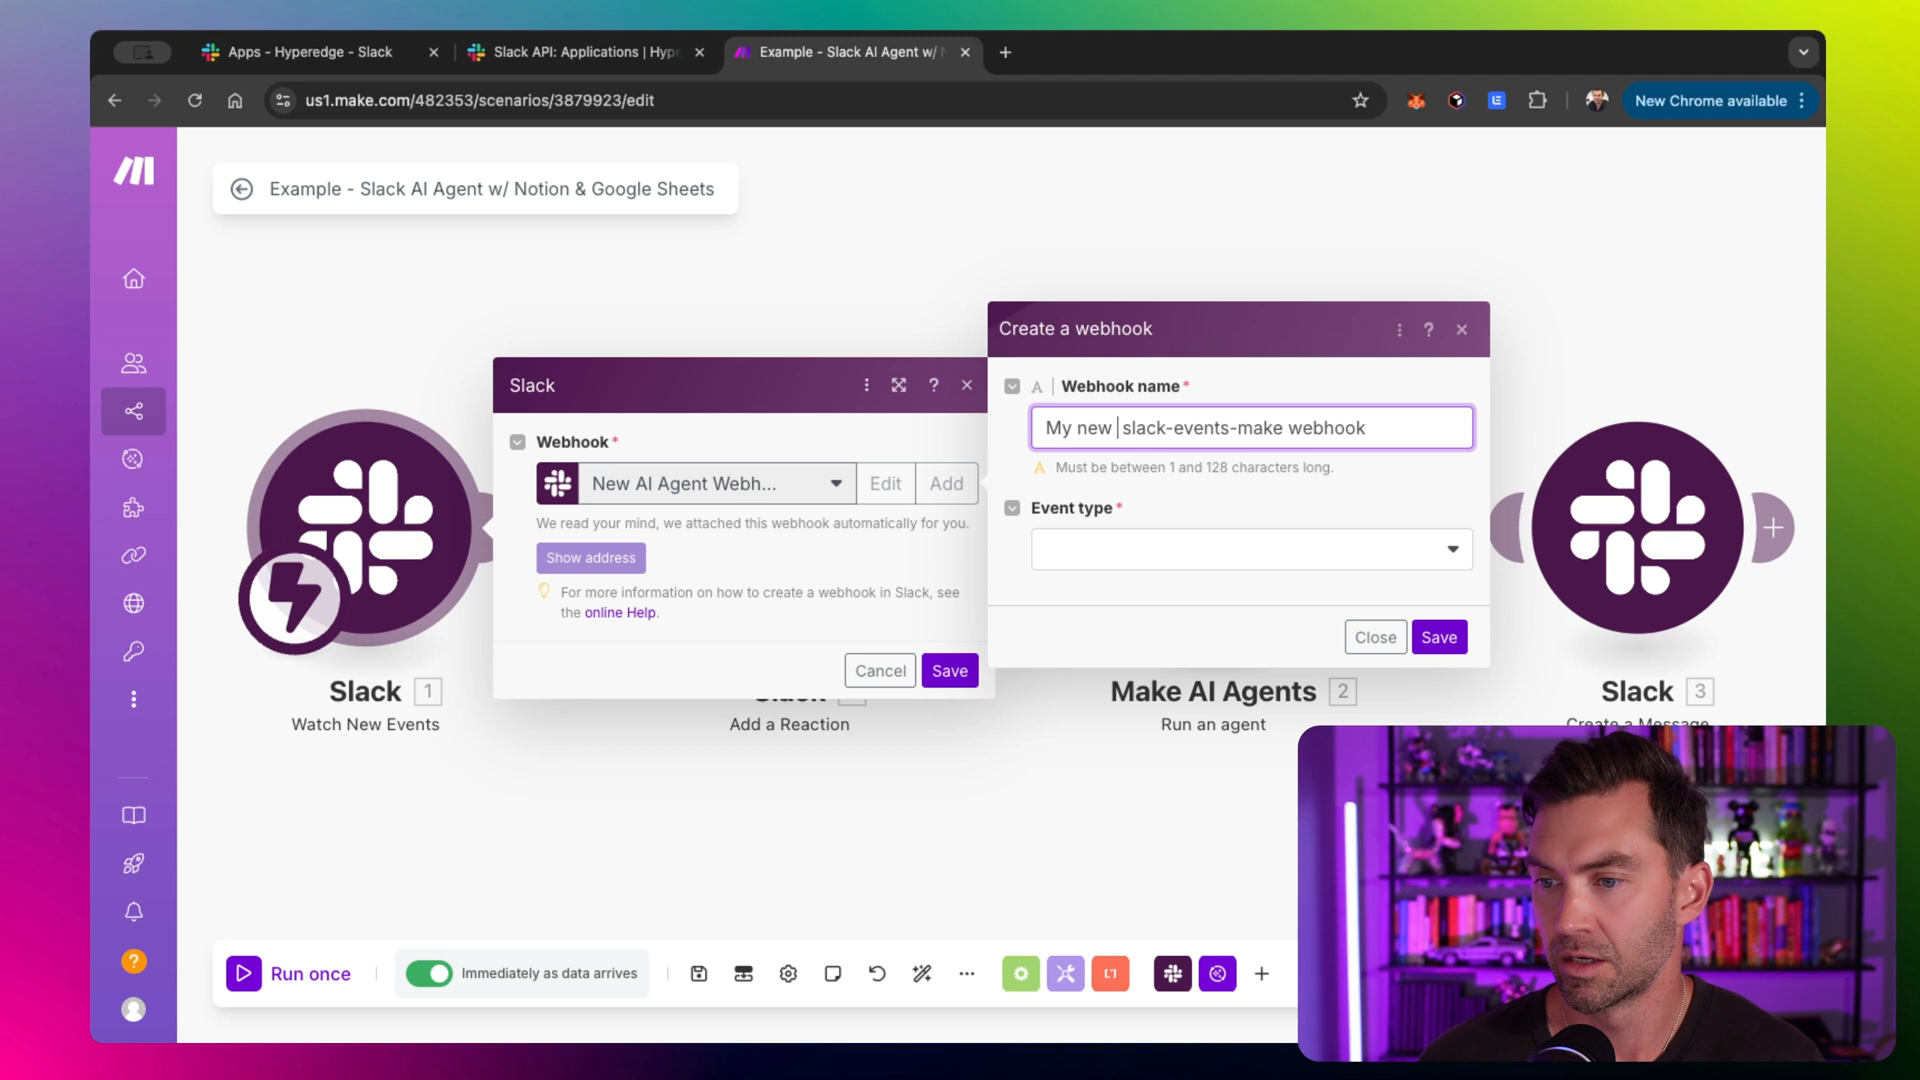 Apps - Hyperedge - Slack
Slack API: Applications | Hype
Example - Slack AI Agent w/ N
us1.make.com/482353/scenarios/3879923/edit
New Chrome available
Example - Slack AI Agent w/ Notion & Google Sheets
Create a webhook
Webhook name *
My new slack-events-make webhook
Must be between 1 and 128 characters long.
Event type *
Close
Save
Slack
Webhook *
New AI Agent Webh...
Edit
Add
We read your mind, we attached this webhook automatically for you.
Show address
For more information on how to create a webhook in Slack, see
the online Help.
Cancel
Save
Slack 1
Watch New Events
Slack
Add a Reaction
Make AI Agents 2
Run an agent
Slack 3
Create a Message
Run once
Immediately as data arrives